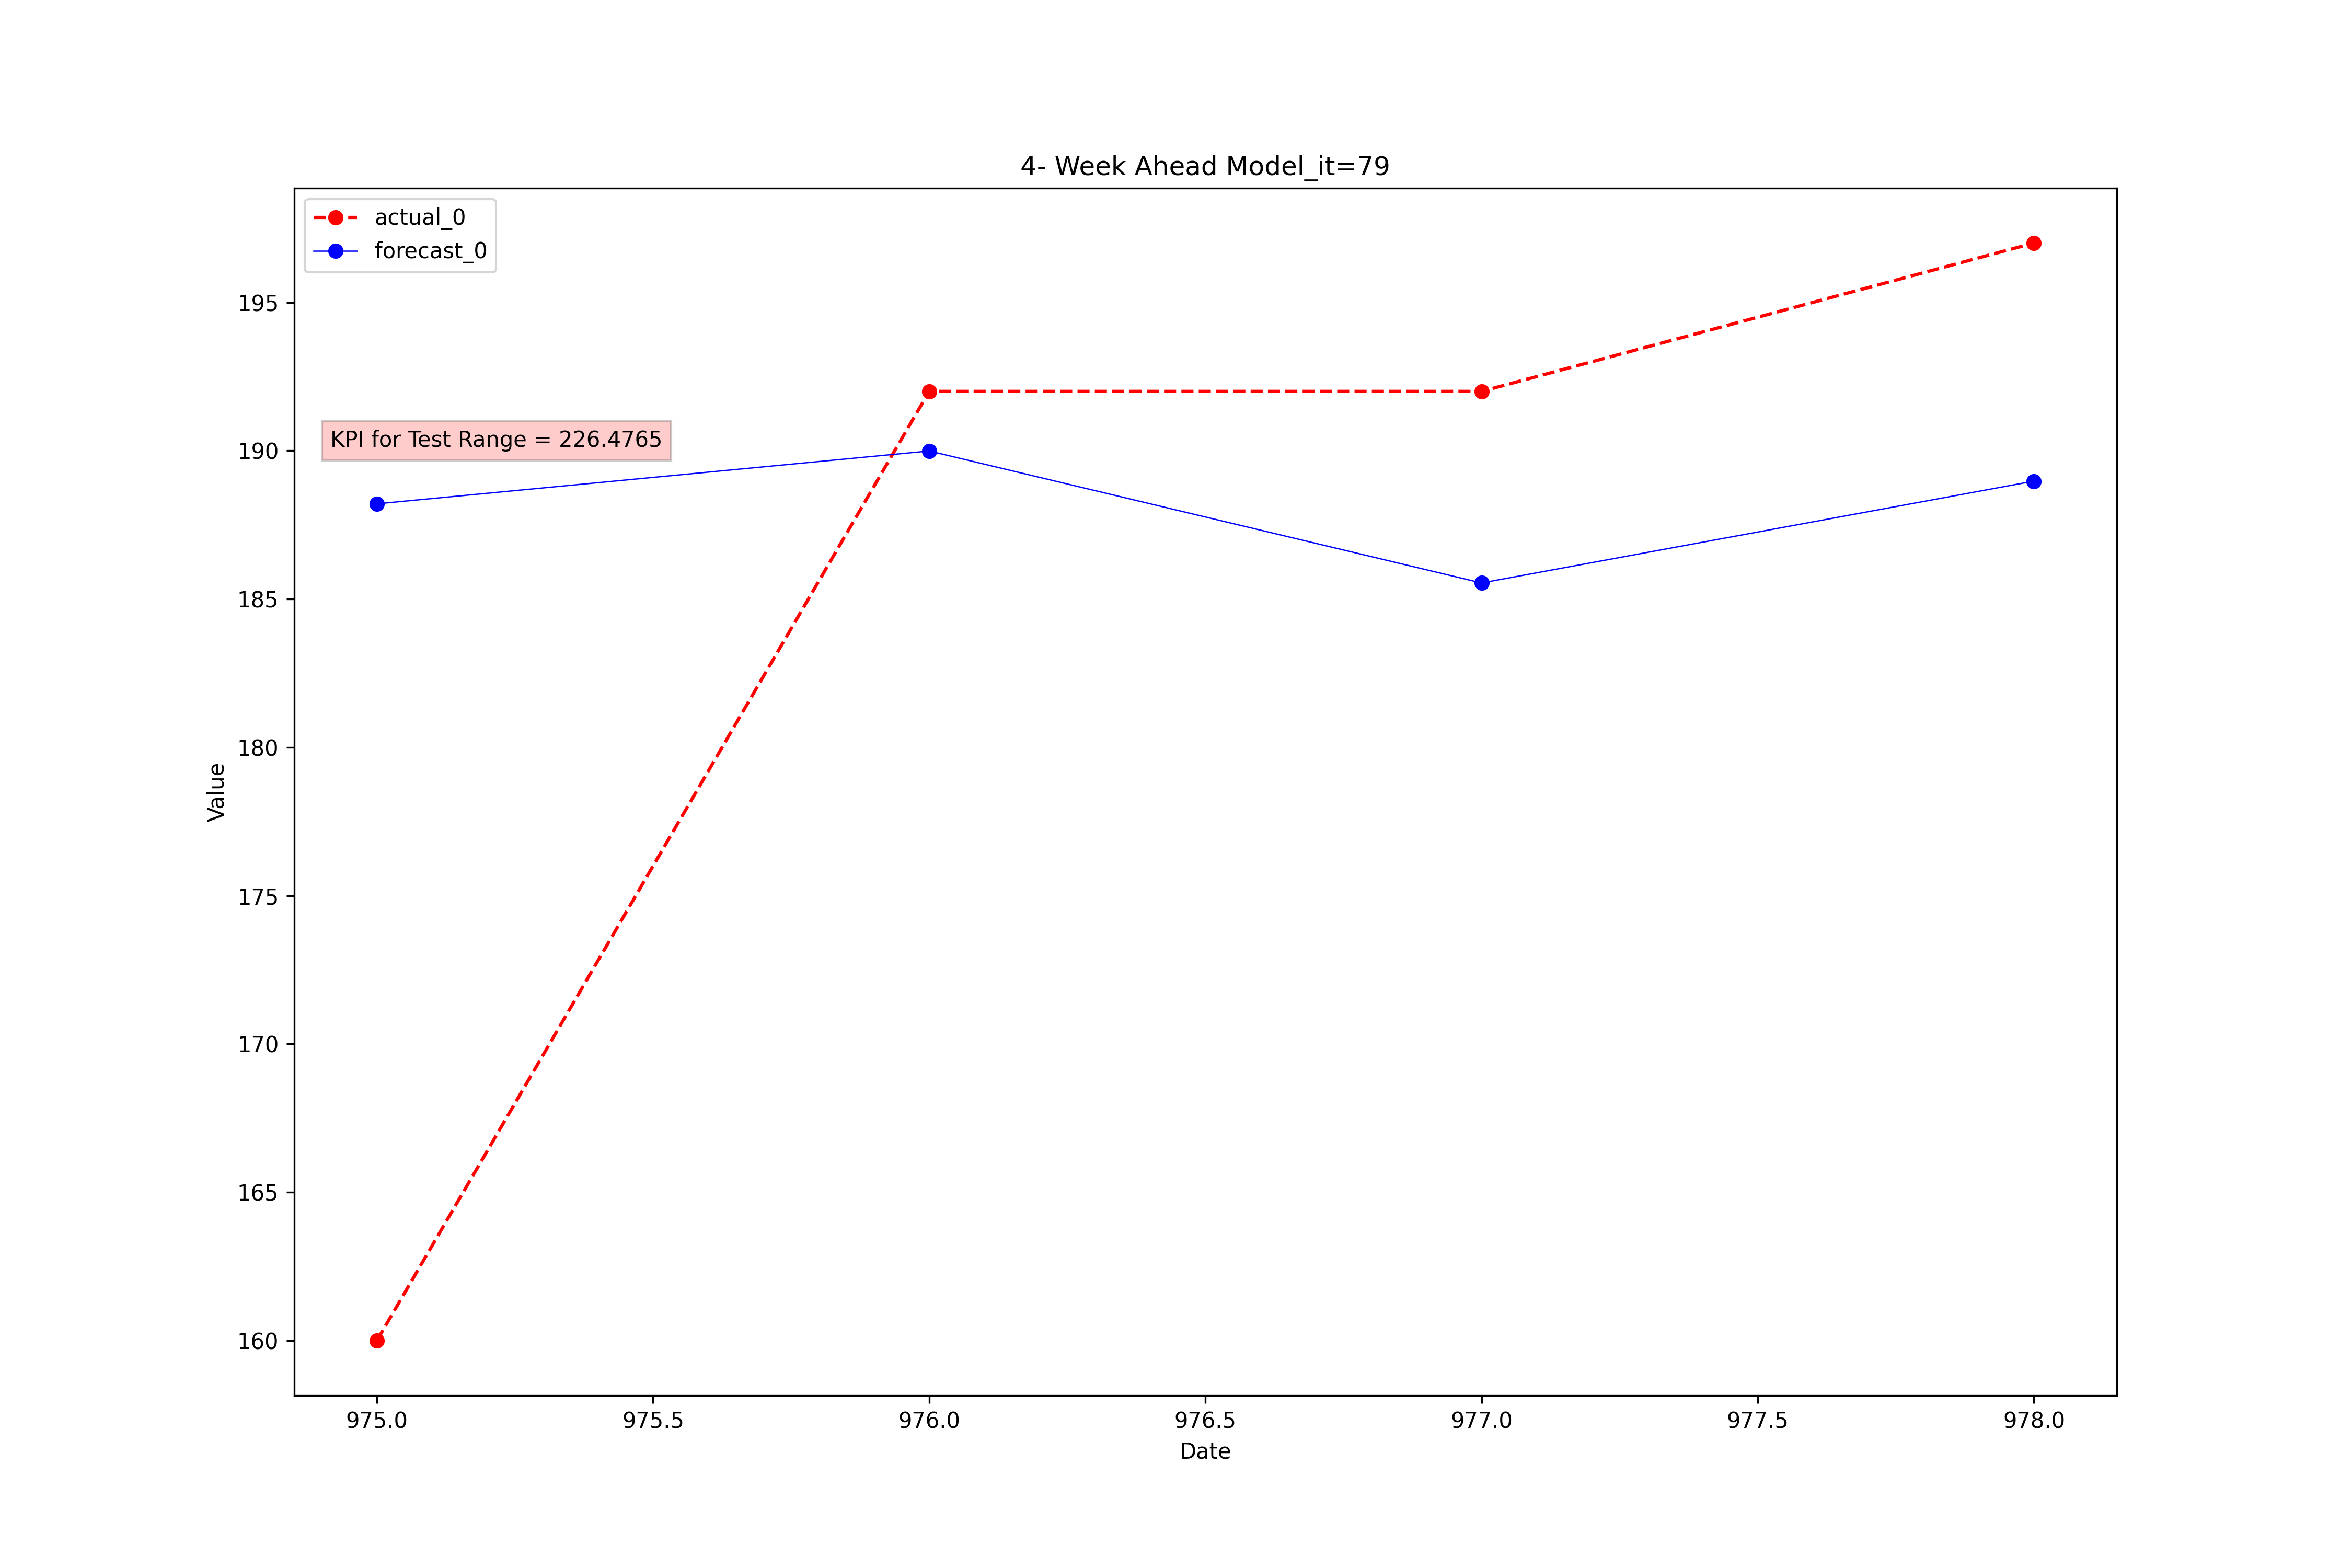 4- Week Ahead Model_it=79
actual_0
forecast_0
KPI for Test Range = 226.4765
Value
195
190
185
180
175
170
165
160
975.0 975.5 976.0 976.5 977.0 977.5 978.0
Date